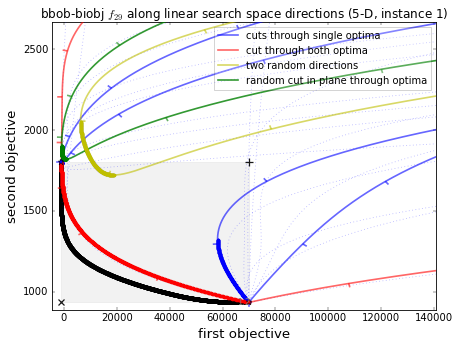 bbob-biobj f₂₉ along linear search space directions (5-D, instance 1)
cuts through single optima
cut through both optima
two random directions
random cut in plane through optima
2500
2000
1500
1000
second objective
0 20000 40000 60000 80000 100000 120000 140000
first objective